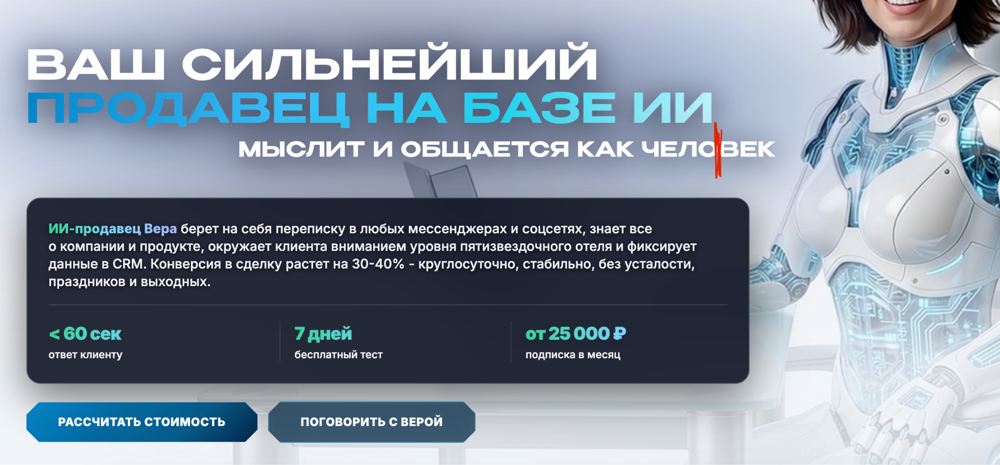 ВАШ СИЛЬНЕЙШИЙ
ПРОДАВЕЦ НА БАЗЕ ИИ
МЫСЛИТ И ОБЩАЕТСЯ КАК ЧЕЛОВЕК
ИИ-продавец Вера берет на себя переписку в любых мессенджерах и соцсетях, знает все
о компании и продукте, окружает клиента вниманием уровня пятизвездочного отеля и фиксирует
данные в CRM. Конверсия в сделку растет на 30-40% - круглосуточно, стабильно, без усталости,
праздников и выходных.
< 60 сек
ответ клиенту
7 дней
бесплатный тест
от 25 000 ₽
подписка в месяц
РАССЧИТАТЬ СТОИМОСТЬ
ПОГОВОРИТЬ С ВЕРОЙ